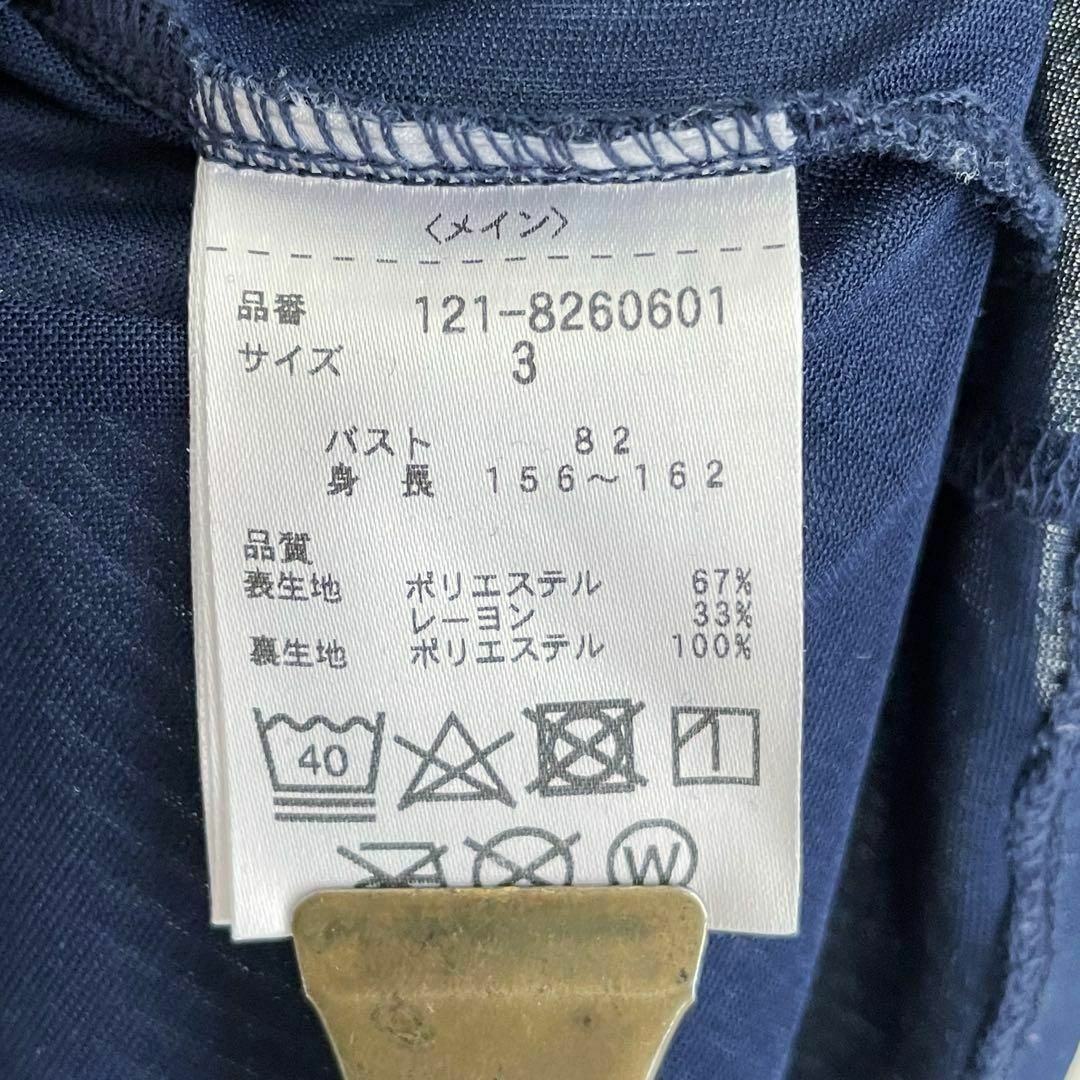 〈メイン〉
品番 121-8260601
サイズ 3
バスト 82
身長 156～162
品質
表生地 ポリエステル 67%
レーヨン 33%
裏生地 ポリエステル 100%
40
W